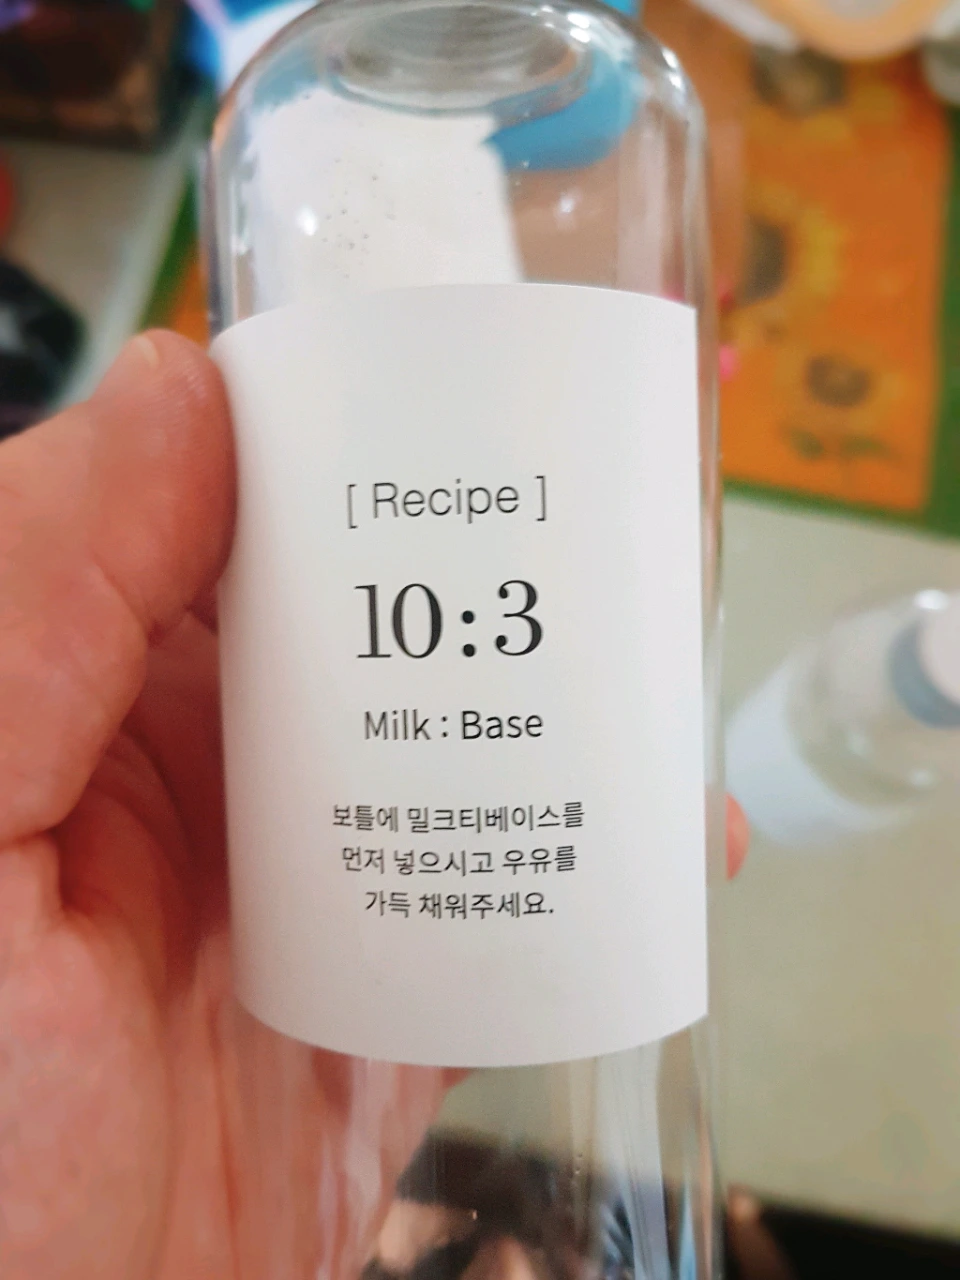 [ Recipe ]
10 : 3
Milk : Base
보틀에 밀크티베이스를
먼저 넣으시고 우유를
가득 채워주세요.